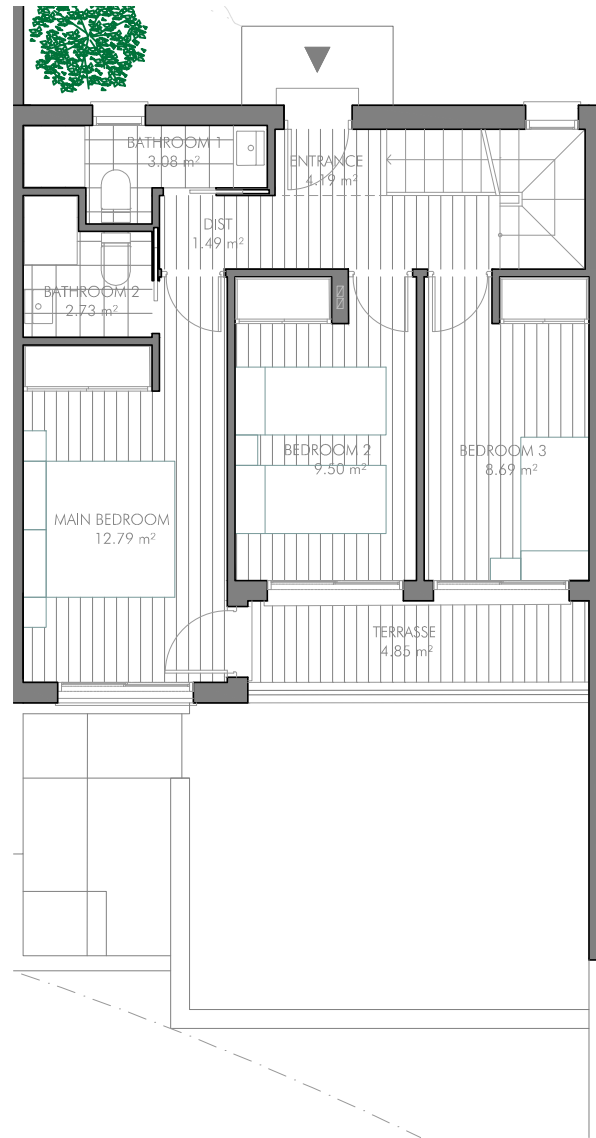 BATHROOM 1
3.08 m²
ENTRANCE
4.19 m²
DIST
1.49 m²
BATHROOM 2
2.73 m²
BEDROOM 2
9.50 m²
BEDROOM 3
8.69 m²
MAIN BEDROOM
12.79 m²
TERRASSE
4.85 m²